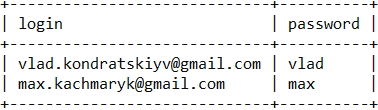 +---------------------------+----------+
| login                     | password |
+---------------------------+----------+
| vlad.kondratskiyv@gmail.com | vlad     |
| max.kachmaryk@gmail.com   | max      |
+---------------------------+----------+